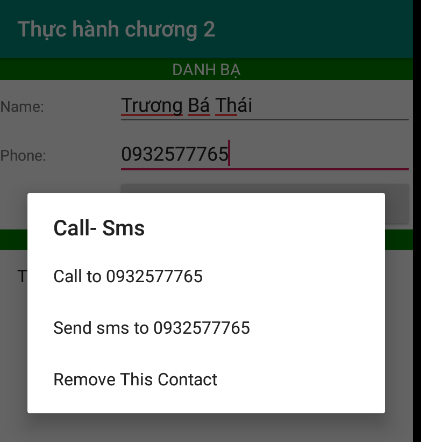 Thực hành chương 2
DANH BẠ
Name: Trương Bá Thái
Phone: 0932577765
Call- Sms
T
Call to 0932577765
Send sms to 0932577765
Remove This Contact